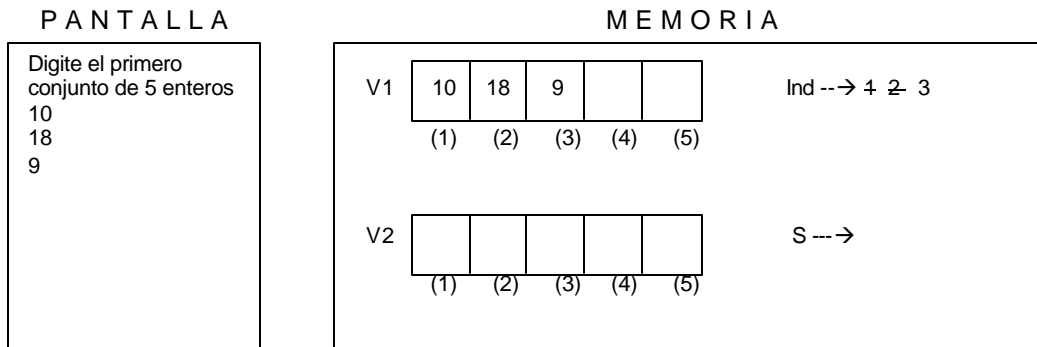 P A N T A L L A
M E M O R I A
Digite el primero
conjunto de 5 enteros
10
18
9
V1 10 18 9
(1) (2) (3) (4) (5)
Ind --→ 1 2 3
V2
(1) (2) (3) (4) (5)
S ---→